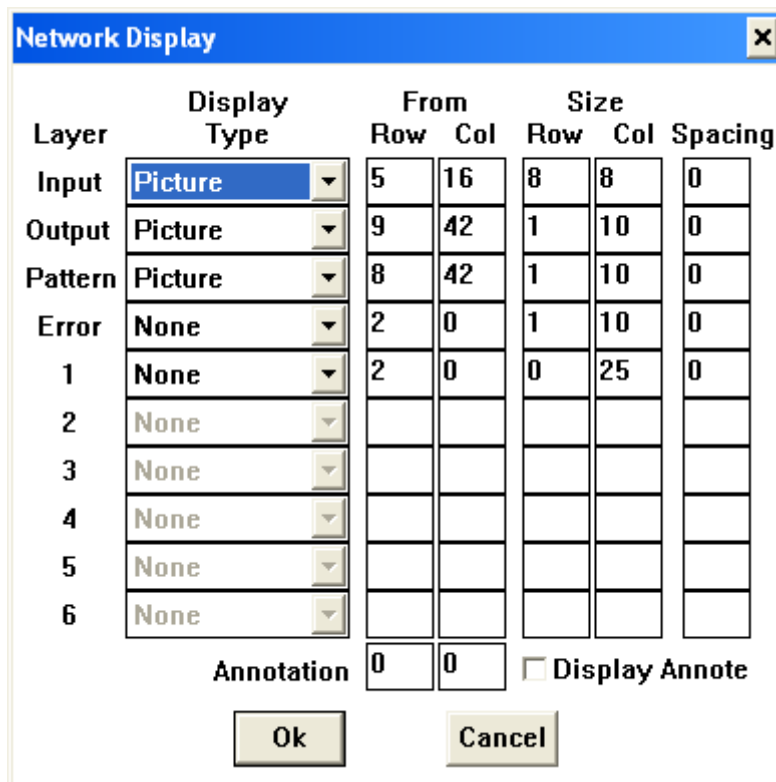 Network Display
Display From Size
Layer Type Row Col Row Col Spacing
Input Picture 5 16 8 8 0
Output Picture 9 42 1 10 0
Pattern Picture 8 42 1 10 0
Error None 2 0 1 10 0
1 None 2 0 0 25 0
2 None
3 None
4 None
5 None
6 None
Annotation 0 0 Display Annote
Ok Cancel